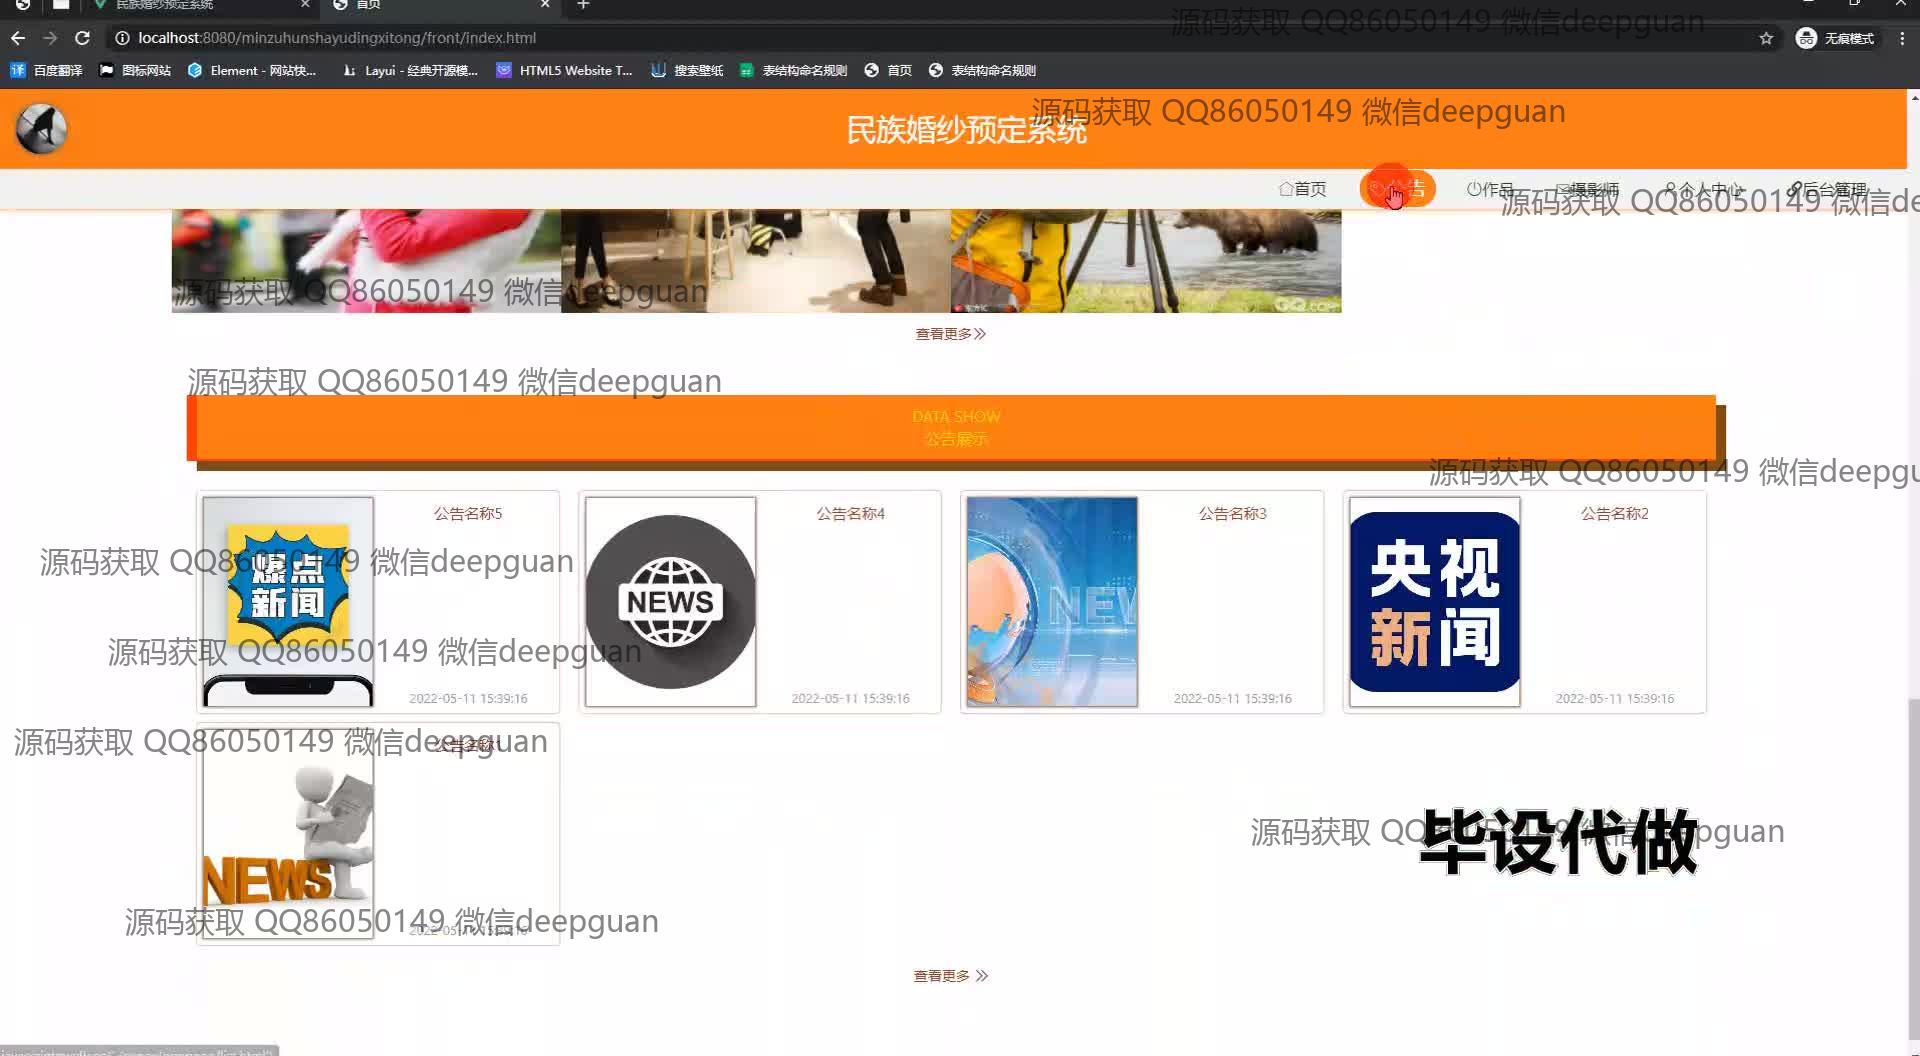 民族婚纱预定系统
首页
源码获取 QQ86050149 微信deepguan
localhost:8080/minzuhunshayudingxitong/front/index.html
无痕模式
百度翻译
图标网站
Element - 网站快...
Layui - 经典开源模...
HTML5 Website T...
搜索壁纸
表结构命名规则
首页
表结构命名规则
源码获取 QQ86050149 微信deepguan
民族婚纱预定系统
首页
公告
作品
摄影师
个人中心
后台管理
源码获取 QQ86050149 微信de
源码获取 QQ86050149 微信deepguan
查看更多
源码获取 QQ86050149 微信deepguan
DATA SHOW
公告展示
源码获取 QQ86050149 微信deepgu
公告名称5
公告名称4
公告名称3
公告名称2
源码获取 QQ86050149 微信deepguan
爆点
新闻
NEWS
NEW
央视
新闻
源码获取 QQ86050149 微信deepguan
2022-05-11 15:39:16
2022-05-11 15:39:16
2022-05-11 15:39:16
2022-05-11 15:39:16
源码获取 QQ86050149 微信deepguan
公告名称1
NEWS
源码获取 QQ86050149 微信deepguan
毕设代做
源码获取 QQ86050149 微信deepguan
2022-05-11 15:39:16
查看更多